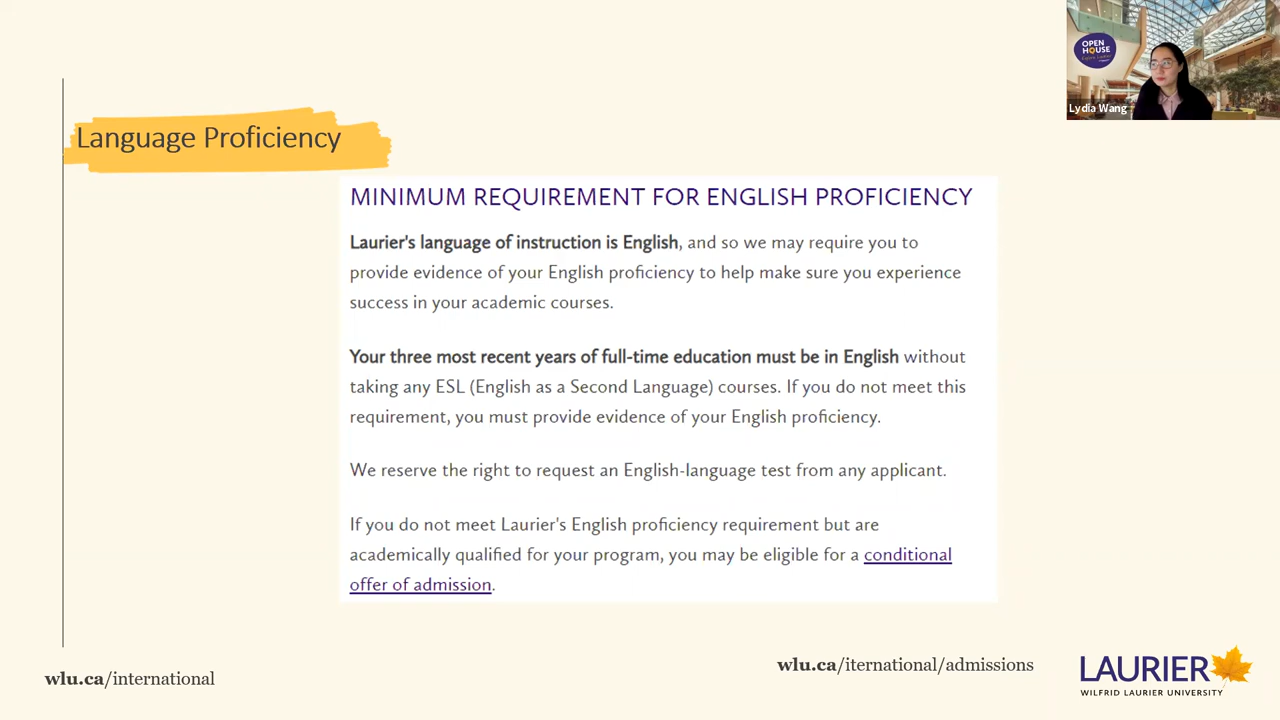 OPEN
HOUSE
Lydia Wang
Language Proficiency
MINIMUM REQUIREMENT FOR ENGLISH PROFICIENCY
Laurier's language of instruction is English, and so we may require you to
provide evidence of your English proficiency to help make sure you experience
success in your academic courses.
Your three most recent years of full-time education must be in English without
taking any ESL (English as a Second Language) courses. If you do not meet this
requirement, you must provide evidence of your English proficiency.
We reserve the right to request an English-language test from any applicant.
If you do not meet Laurier's English proficiency requirement but are
academically qualified for your program, you may be eligible for a conditional
offer of admission.
wlu.ca/international
wlu.ca/iternational/admissions
LAURIER
WILFRID LAURIER UNIVERSITY